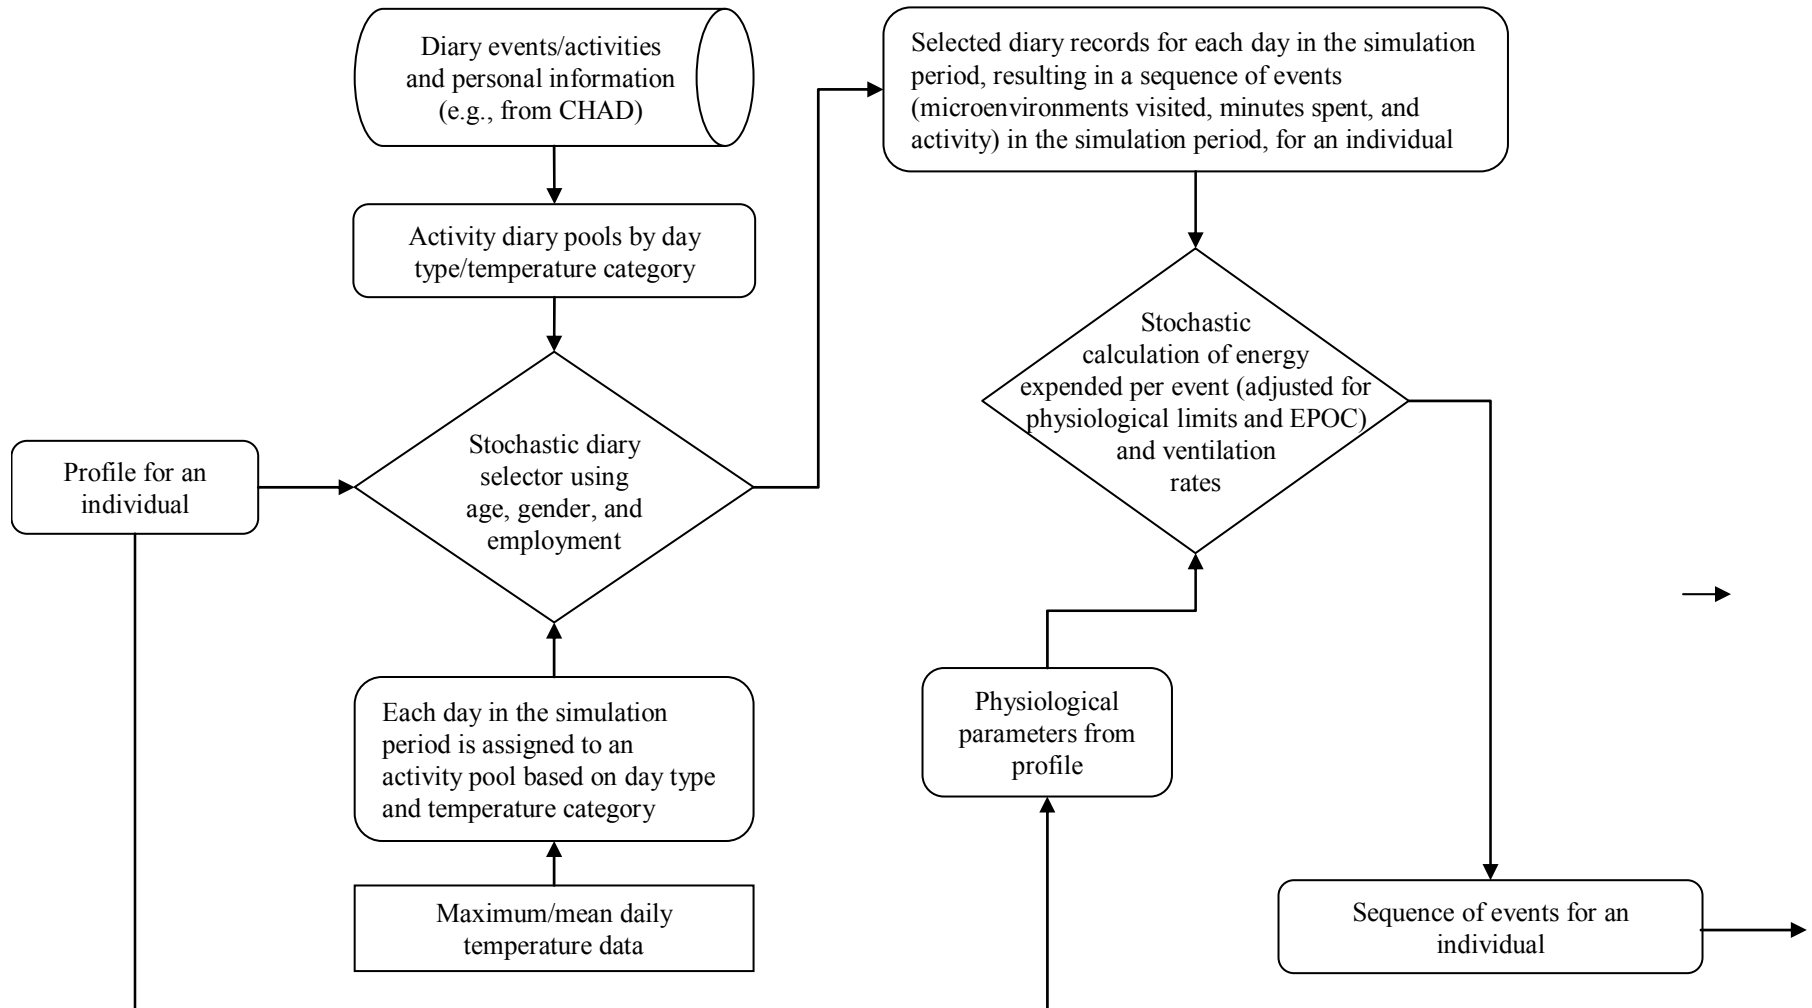 Diary events/activities
and personal information
(e.g., from CHAD)
Activity diary pools by day
type/temperature category
Profile for an
individual
Stochastic diary
selector using
age, gender, and
employment
Each day in the simulation
period is assigned to an
activity pool based on day type
and temperature category
Maximum/mean daily
temperature data
Selected diary records for each day in the simulation
period, resulting in a sequence of events
(microenvironments visited, minutes spent, and
activity) in the simulation period, for an individual
Stochastic
calculation of energy
expended per event (adjusted for
physiological limits and EPOC)
and ventilation
rates
Physiological
parameters from
profile
Sequence of events for an
individual